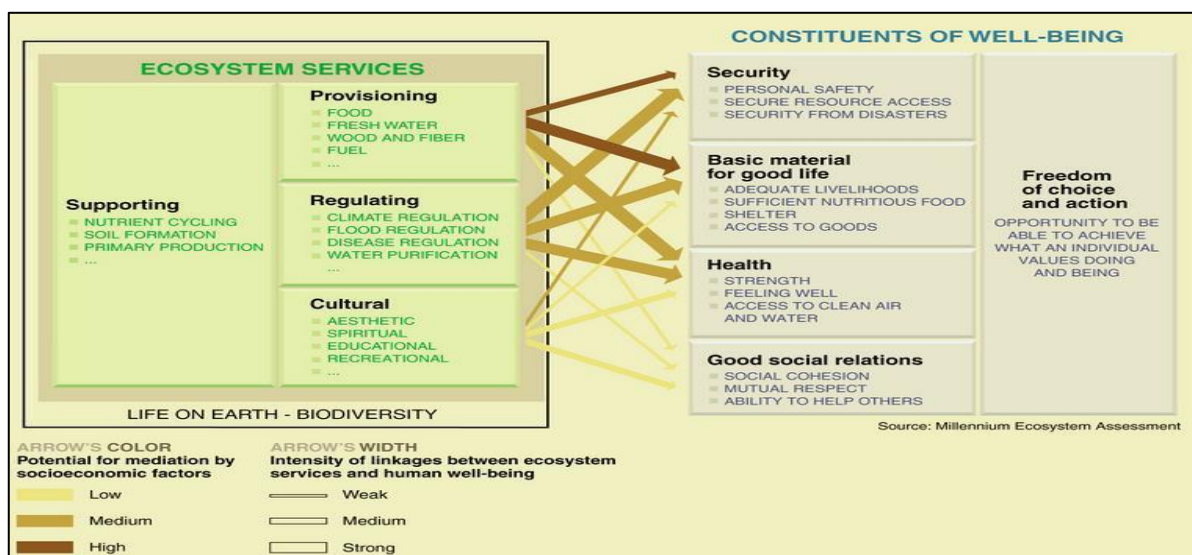 CONSTITUENTS OF WELL-BEING
ECOSYSTEM SERVICES
Supporting
NUTRIENT CYCLING
SOIL FORMATION
PRIMARY PRODUCTION
...
Provisioning
FOOD
FRESH WATER
WOOD AND FIBER
FUEL
...
Regulating
CLIMATE REGULATION
FLOOD REGULATION
DISEASE REGULATION
WATER PURIFICATION
...
Cultural
AESTHETIC
SPIRITUAL
EDUCATIONAL
RECREATIONAL
...
LIFE ON EARTH - BIODIVERSITY
Security
PERSONAL SAFETY
SECURE RESOURCE ACCESS
SECURITY FROM DISASTERS
Basic material
for good life
ADEQUATE LIVELIHOODS
SUFFICIENT NUTRITIOUS FOOD
SHELTER
ACCESS TO GOODS
Health
STRENGTH
FEELING WELL
ACCESS TO CLEAN AIR
AND WATER
Good social relations
SOCIAL COHESION
MUTUAL RESPECT
ABILITY TO HELP OTHERS
Freedom
of choice
and action
OPPORTUNITY TO BE
ABLE TO ACHIEVE
WHAT AN INDIVIDUAL
VALUES DOING
AND BEING
Source: Millennium Ecosystem Assessment
ARROW'S COLOR
Potential for mediation by
socioeconomic factors
Low
Medium
High
ARROW'S WIDTH
Intensity of linkages between ecosystem
services and human well-being
Weak
Medium
Strong